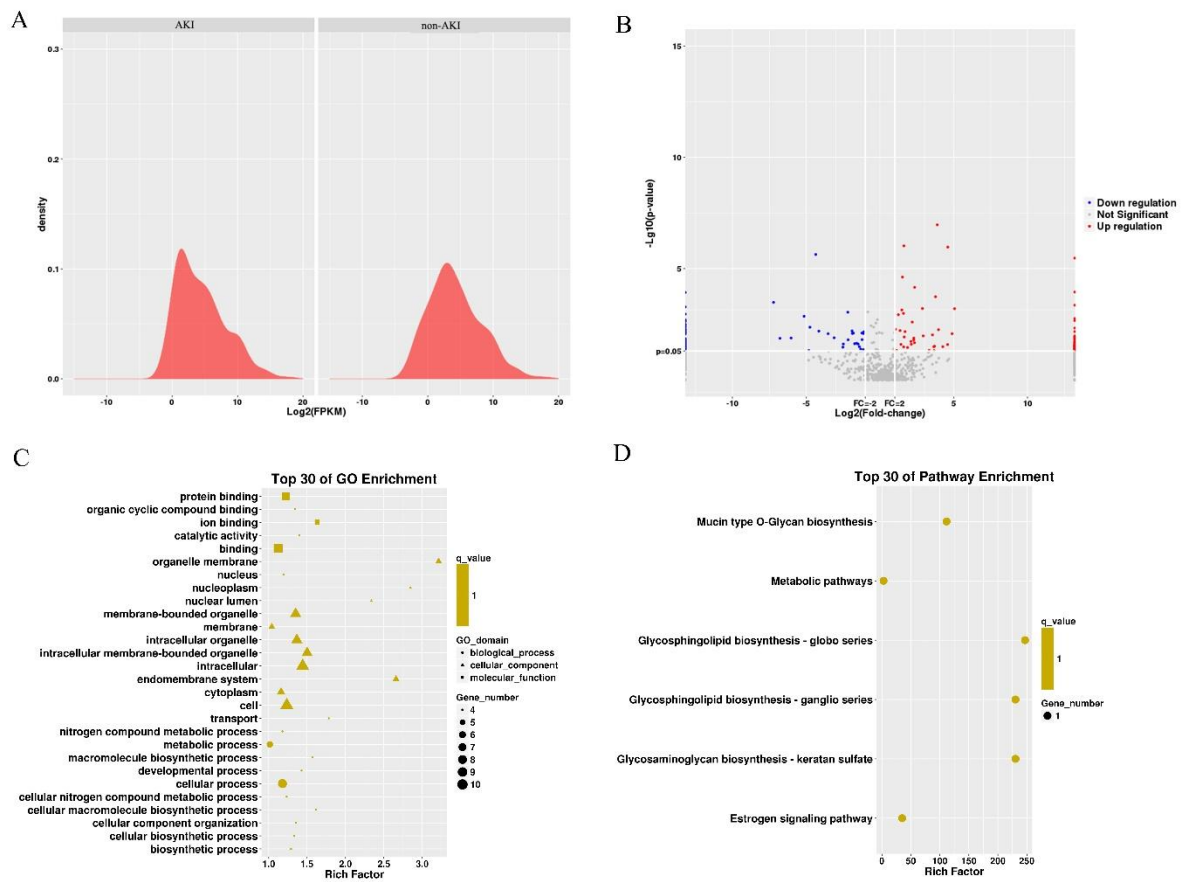 A
AKI
non-AKI
0.3
0.2
0.1
0.0
density
-10
0
10
20
-10
0
10
20
Log2(FPKM)
B
15
10
5
p=0.05
-Lg10(p-value)
-10
-5
FC=-2
FC=2
5
10
Log2(Fold-change)
Down regulation
Not Significant
Up regulation
C
Top 30 of GO Enrichment
protein binding
organic cyclic compound binding
ion binding
catalytic activity
binding
organelle membrane
nucleus
nucleoplasm
nuclear lumen
membrane-bounded organelle
membrane
intracellular organelle
intracellular membrane-bounded organelle
intracellular
endomembrane system
cytoplasm
cell
transport
nitrogen compound metabolic process
metabolic process
macromolecule biosynthetic process
developmental process
cellular process
cellular nitrogen compound metabolic process
cellular macromolecule biosynthetic process
cellular component organization
cellular biosynthetic process
biosynthetic process
1.0
1.5
2.0
2.5
3.0
Rich Factor
q_value
1
GO_domain
biological_process
cellular_component
molecular_function
Gene_number
4
5
6
7
8
9
10
D
Top 30 of Pathway Enrichment
Mucin type O-Glycan biosynthesis
Metabolic pathways
Glycosphingolipid biosynthesis - globo series
Glycosphingolipid biosynthesis - ganglio series
Glycosaminoglycan biosynthesis - keratan sulfate
Estrogen signaling pathway
0
50
100
150
200
250
Rich Factor
q_value
1
Gene_number
1